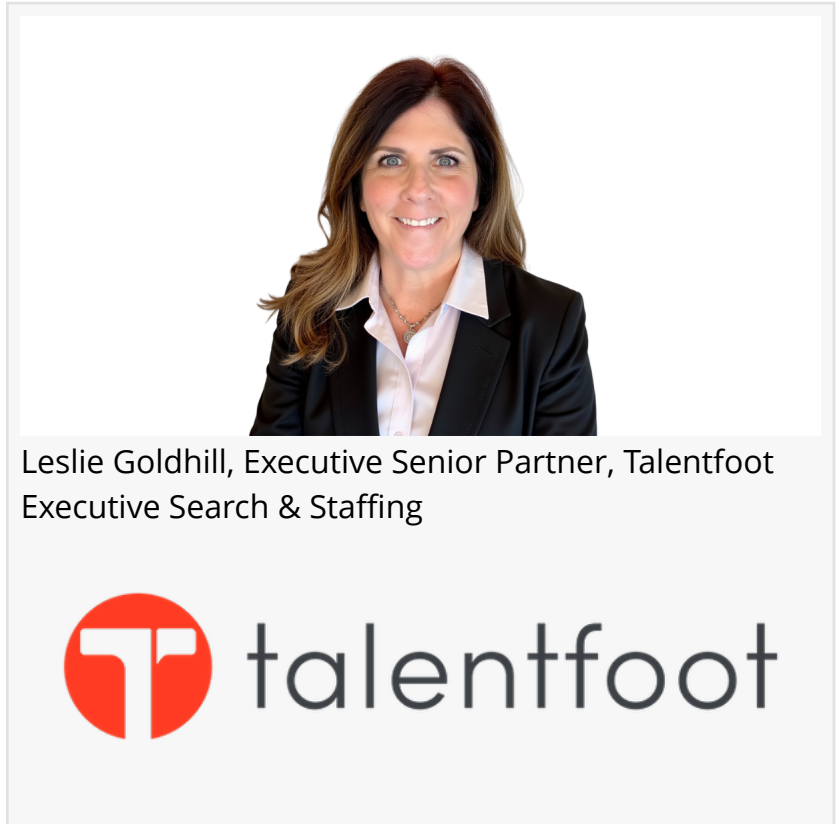 Leslie Goldhill, Executive Senior Partner, Talentfoot
Executive Search & Staffing
talentfoot